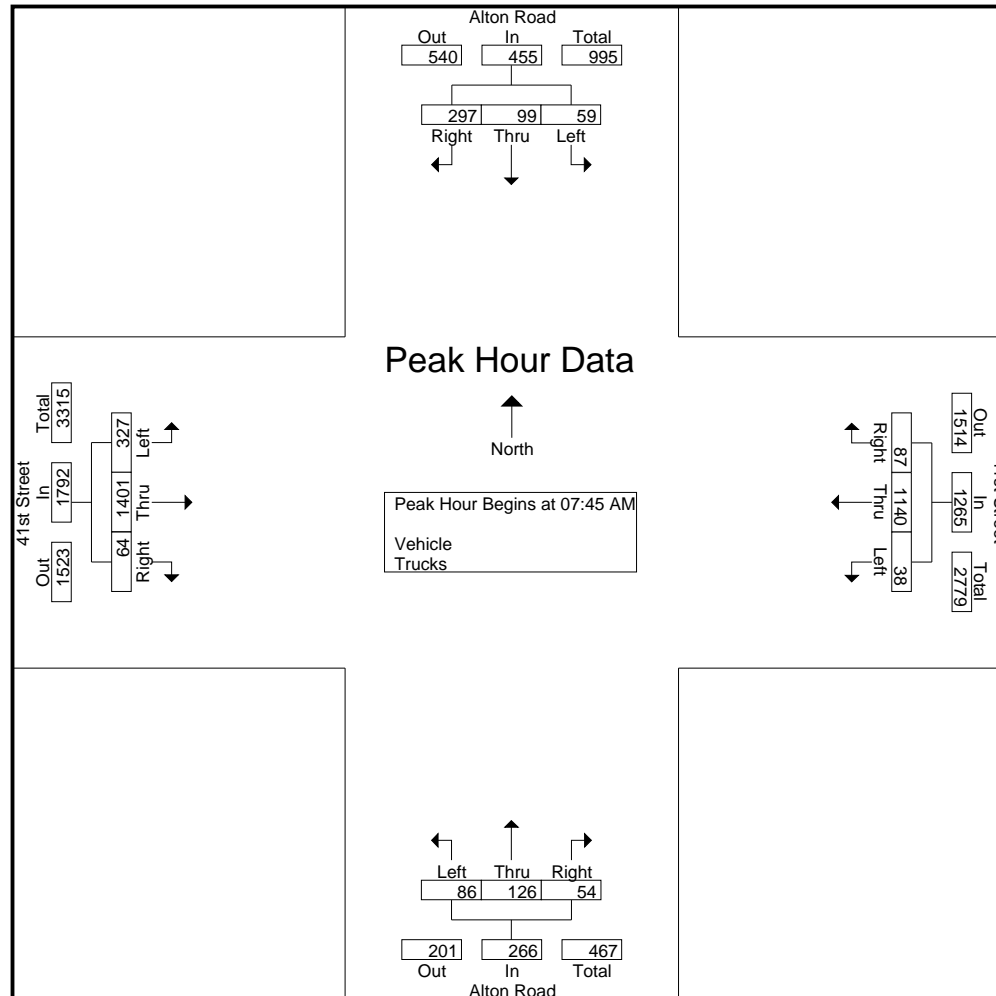 Alton Road
Out In Total
540 455 995
297 99 59
Right Thru Left
Peak Hour Data
North
Peak Hour Begins at 07:45 AM
Vehicle
Trucks
41st Street
Total In Out
3315 1792 1523
327 1401 64
Left Thru Right
Out In Total
1514 1265 2779
87 1140 38
Right Thru Left
Left Thru Right
86 126 54
201 266 467
Out In Total
Alton Road